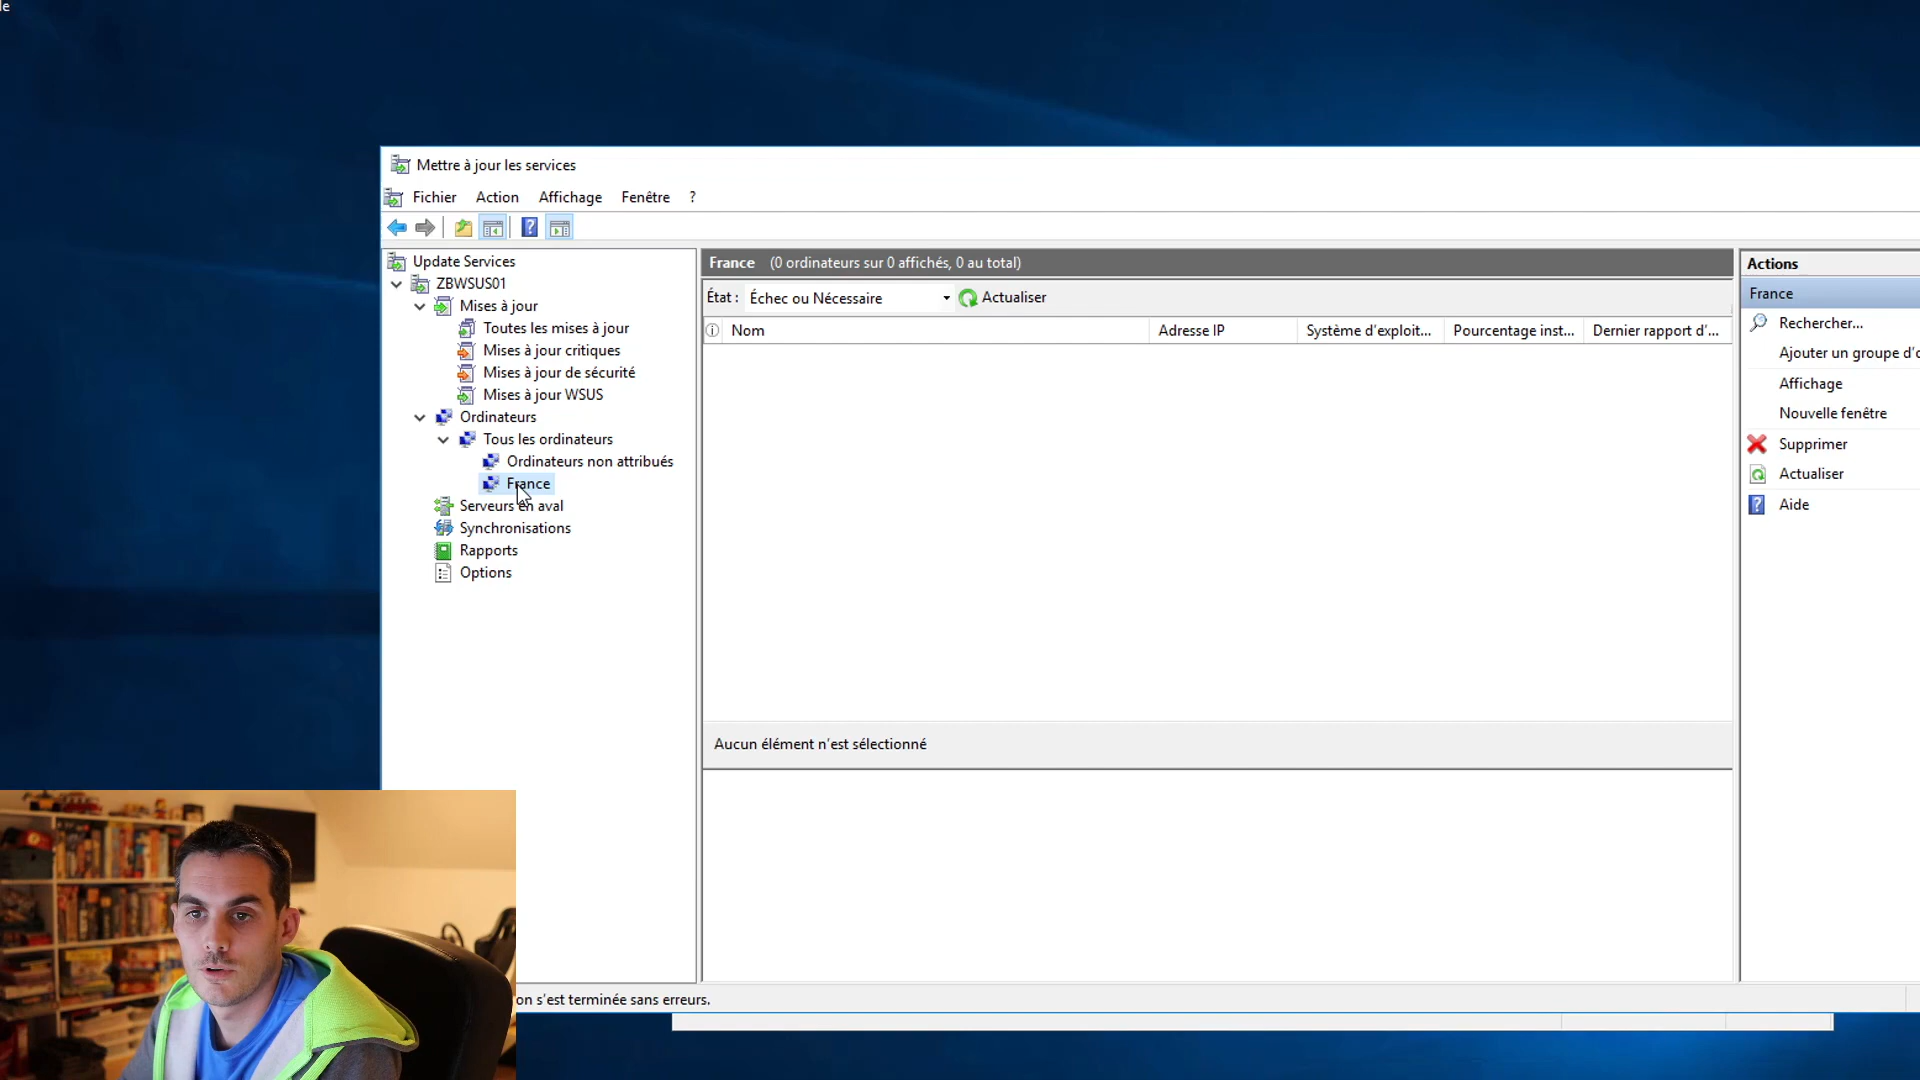 le
Mettre à jour les services
Fichier Action Affichage Fenêtre ?
Update Services
ZBWSUS01
Mises à jour
Toutes les mises à jour
Mises à jour critiques
Mises à jour de sécurité
Mises à jour WSUS
Ordinateurs
Tous les ordinateurs
Ordinateurs non attribués
France
Serveurs en aval
Synchronisations
Rapports
Options
France (0 ordinateurs sur 0 affichés, 0 au total)
État : Échec ou Nécessaire Actualiser
Nom Adresse IP Système d'exploit... Pourcentage inst... Dernier rapport d'...
Aucun élément n'est sélectionné
Actions
France
Rechercher...
Ajouter un groupe d'o
Affichage
Nouvelle fenêtre
Supprimer
Actualiser
Aide
on s'est terminée sans erreurs.